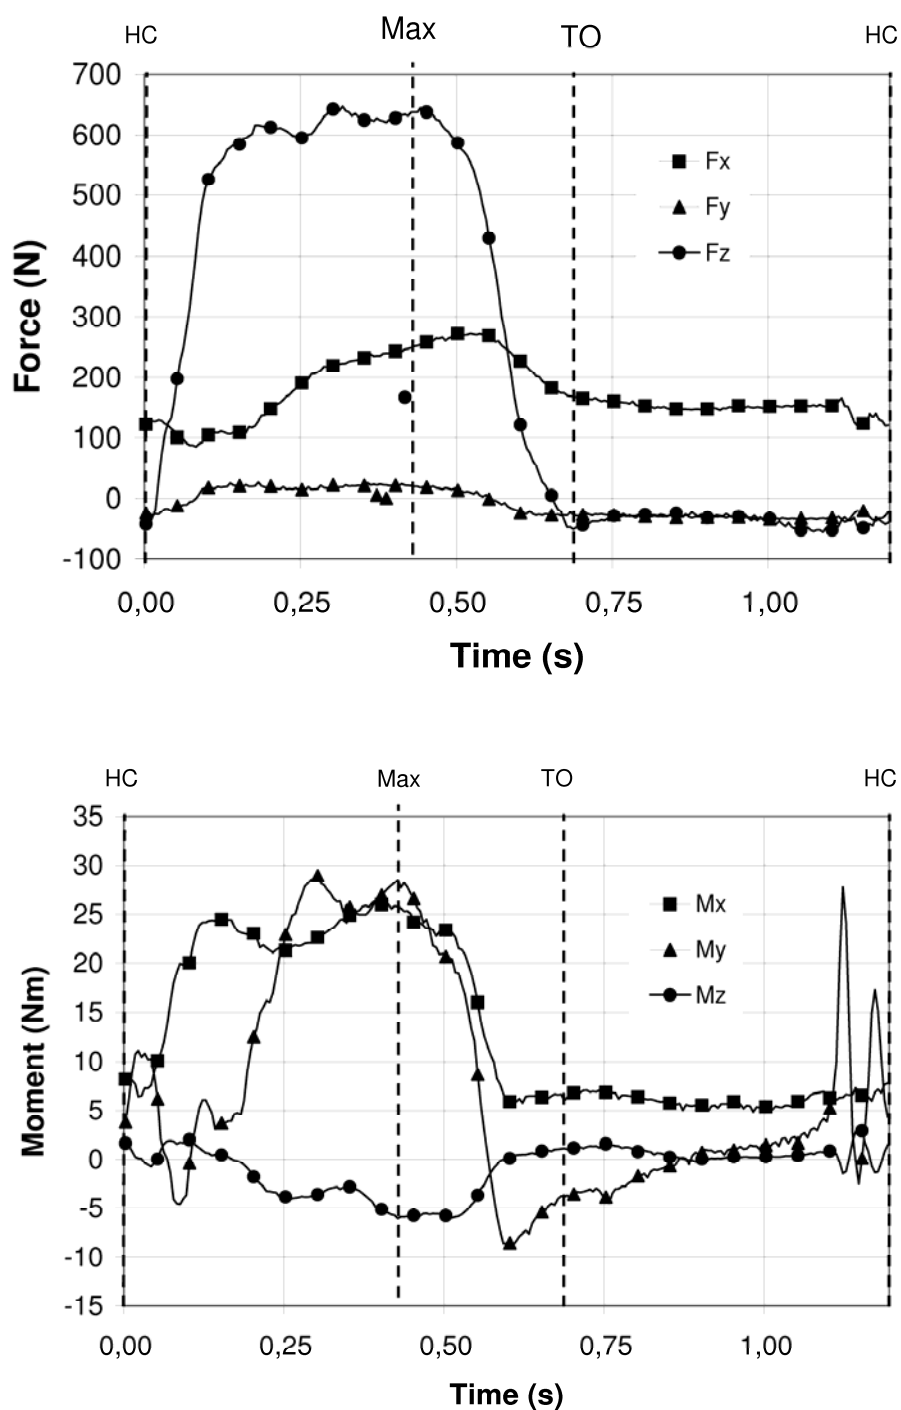 HC Max TO HC
700
600
500
400
300
200
100
0
-100
Force (N)
Fx
Fy
Fz
0,00 0,25 0,50 0,75 1,00
Time (s)
HC Max TO HC
35
30
25
20
15
10
5
0
-5
-10
-15
Moment (Nm)
Mx
My
Mz
0,00 0,25 0,50 0,75 1,00
Time (s)